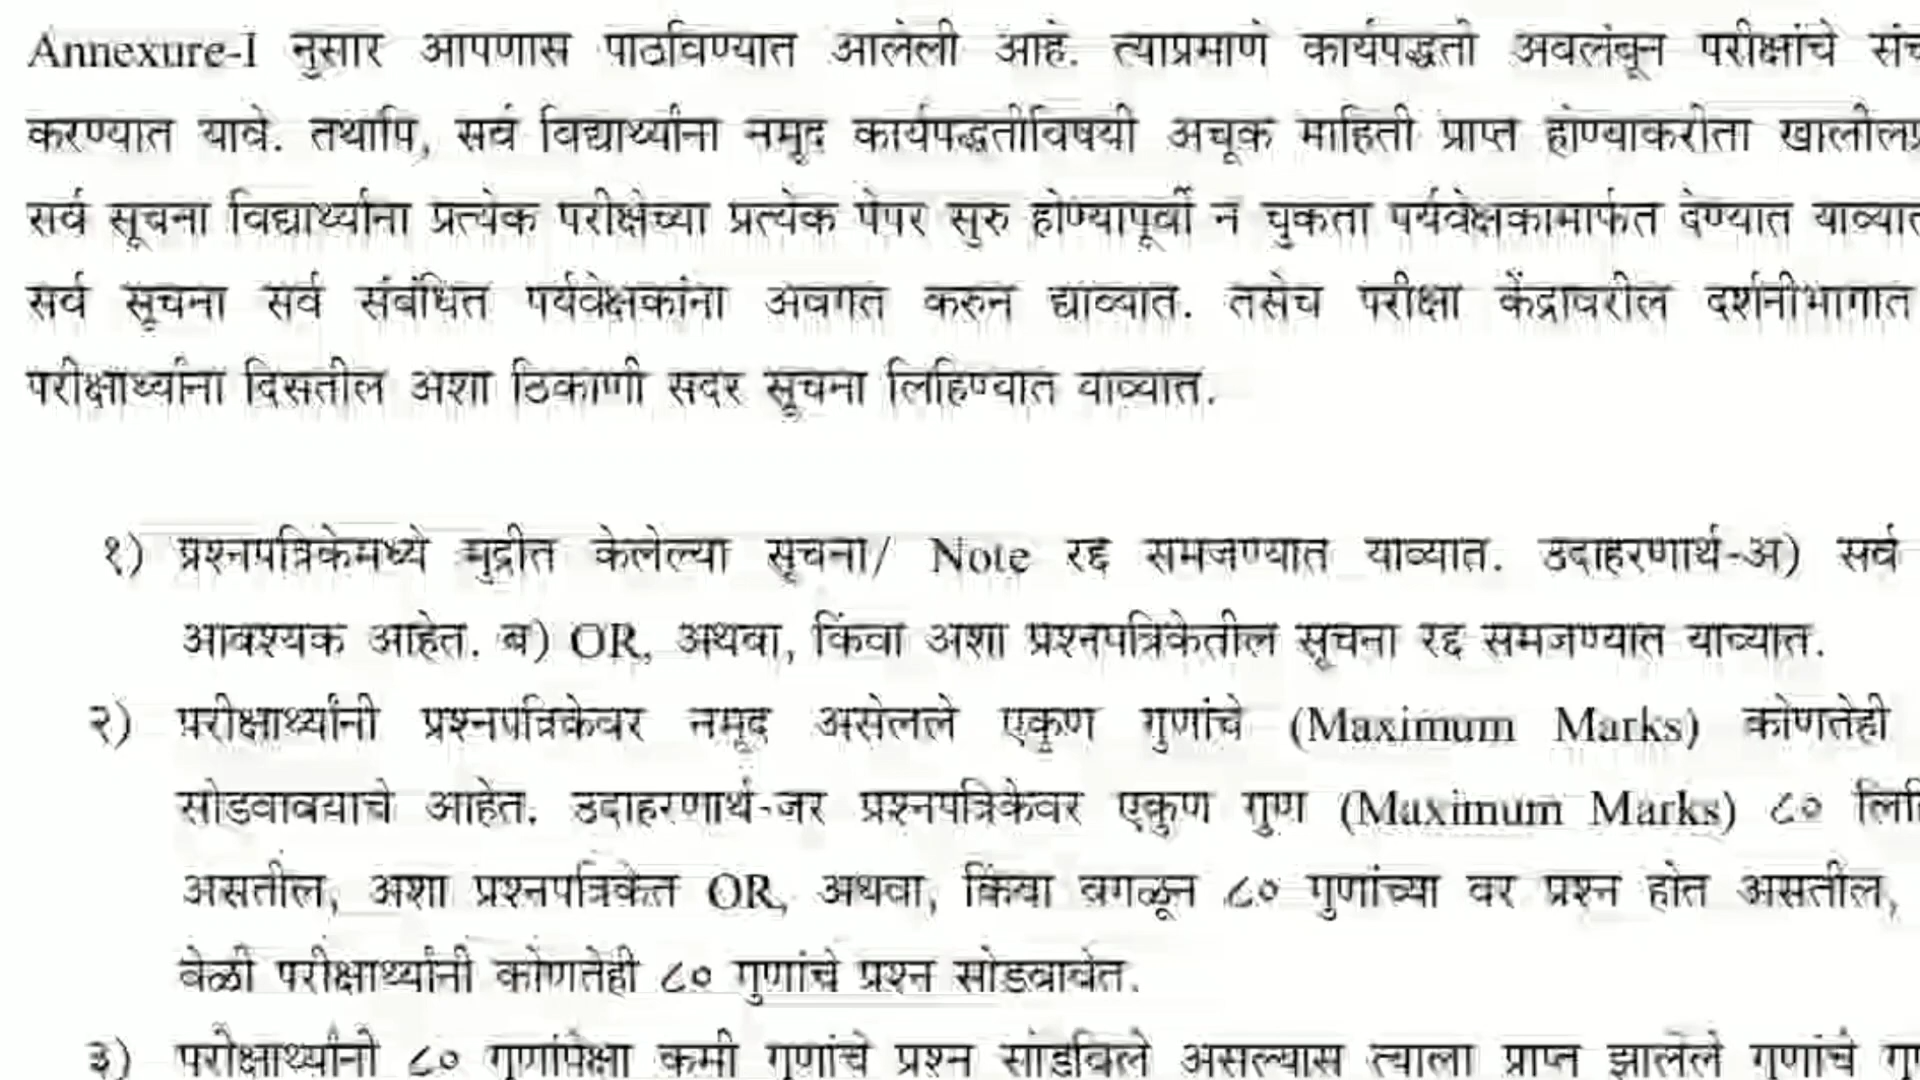 Annexure-I नुसार आपणास पाठविण्यात आलेली आहे. त्याप्रमाणे कार्यपद्धती अवलंबून परीक्षांचे
करण्यात यावे. तथापि, सर्व विद्यार्थ्यांना नमूद कार्यपद्धतीविषयी अचूक माहिती प्राप्त होण्याकरीता
सर्व सूचना विद्यार्थ्यांना प्रत्येक परीक्षेच्या प्रत्येक पेपर सुरु होण्यापूर्वी न चुकता पर्यवेक्षकामार्फत देण्यात याव्यात
सर्व सूचना सर्व संबंधित पर्यवेक्षकांना अवगत करुन द्याव्यात. तसेच परीक्षा केंद्रावरील दर्शनीभागात
परीक्षार्थ्यांना दिसतील अशा ठिकाणी सदर सूचना लिहिण्यात याव्यात.
१) प्रश्नपत्रिकेमध्ये मुद्रीत केलेल्या सूचना/ Note रद्द समजण्यात याव्यात. उदाहरणार्थ-अ) सर्व
आवश्यक आहेत. ब) OR, अथवा, किंवा अशा प्रश्नपत्रिकेतील सूचना रद्द समजण्यात याव्यात.
२) परीक्षार्थ्यांनी प्रश्नपत्रिकेवर नमूद असेलले एकूण गुणांचे (Maximum Marks) कोणतेही
सोडवावयाचे आहेत. उदाहरणार्थ-जर प्रश्नपत्रिकेवर एकुण गुण (Maximum Marks) ८०
असतील, अशा प्रश्नपत्रिकेत OR, अथवा, किंवा वगळून ८० गुणांच्या वर प्रश्न होत असतील,
वेळी परीक्षार्थ्यांनी कोणतेही ८० गुणांचे प्रश्न सोडवावेत.
३) परीक्षार्थ्यांनी ८० गुणांपेक्षा कमी गुणांचे प्रश्न सोडविले असल्यास त्याला प्राप्त झालेले गुणांचे